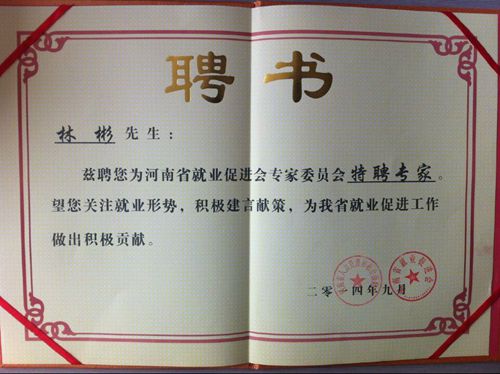 聘书
林彬先生：
兹聘您为河南省就业促进会专家委员会特聘专家。
望您关注就业形势，积极建言献策，为我省就业促进工作
做出积极贡献。
二〇一四年九月